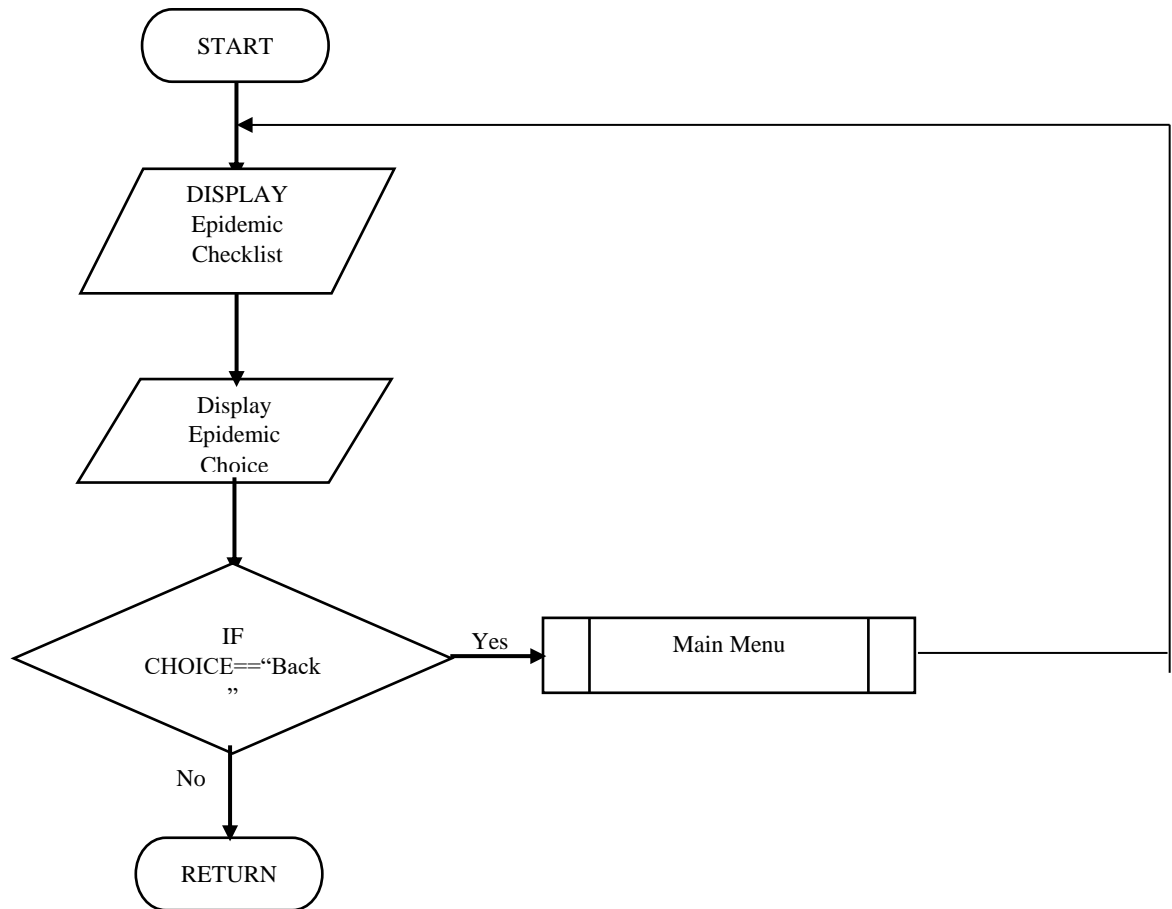 START
DISPLAY
Epidemic
Checklist
Display
Epidemic
Choice
IF
CHOICE==“Back
”
Yes
Main Menu
No
RETURN